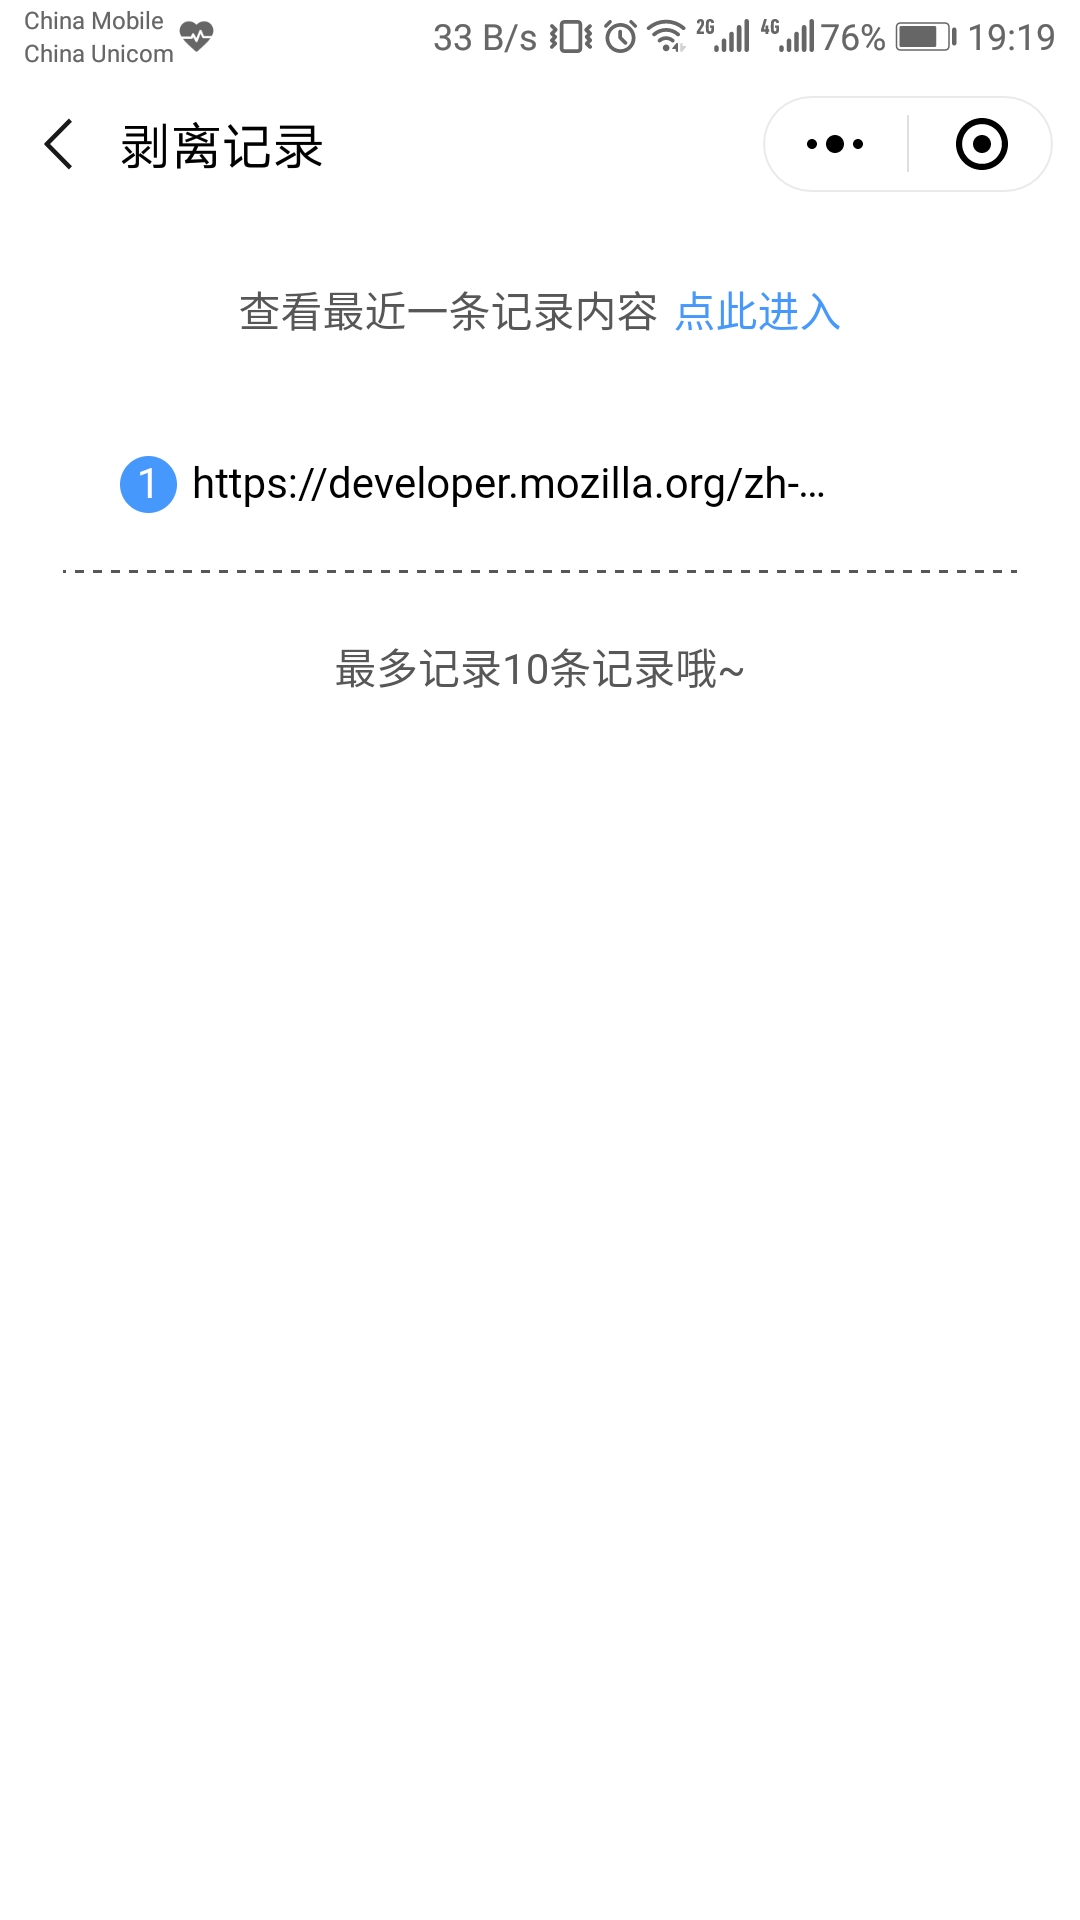 China Mobile
China Unicom
33 B/s 2G 4G 76% 19:19
剥离记录
查看最近一条记录内容 点此进入
1 https://developer.mozilla.org/zh-...
最多记录10条记录哦~